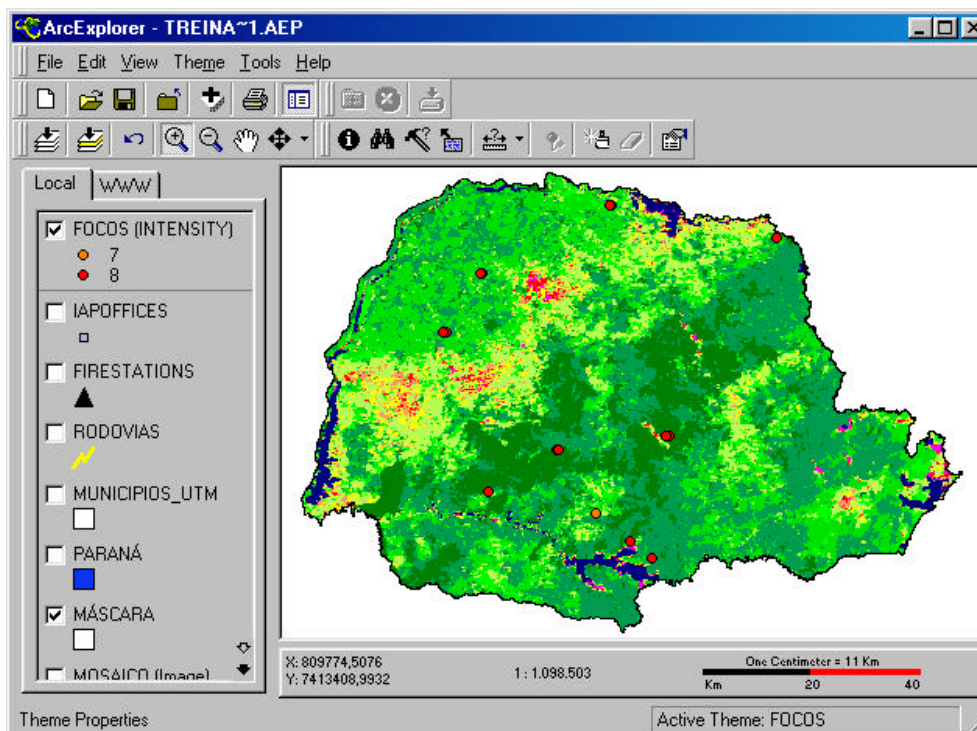 ArcExplorer - TREINA~1.AEP
File Edit View Theme Tools Help
Local WWW
FOCOS (INTENSITY)
7
8
IAPOFFICES
FIRESTATIONS
RODOVIAS
MUNICIPIOS_UTM
PARANÁ
MÁSCARA
MOSAICO (Image)
X: 809774,5076
Y: 7413408,9932
1 : 1.098.503
One Centimeter = 11 Km
Km 20 40
Theme Properties
Active Theme: FOCOS